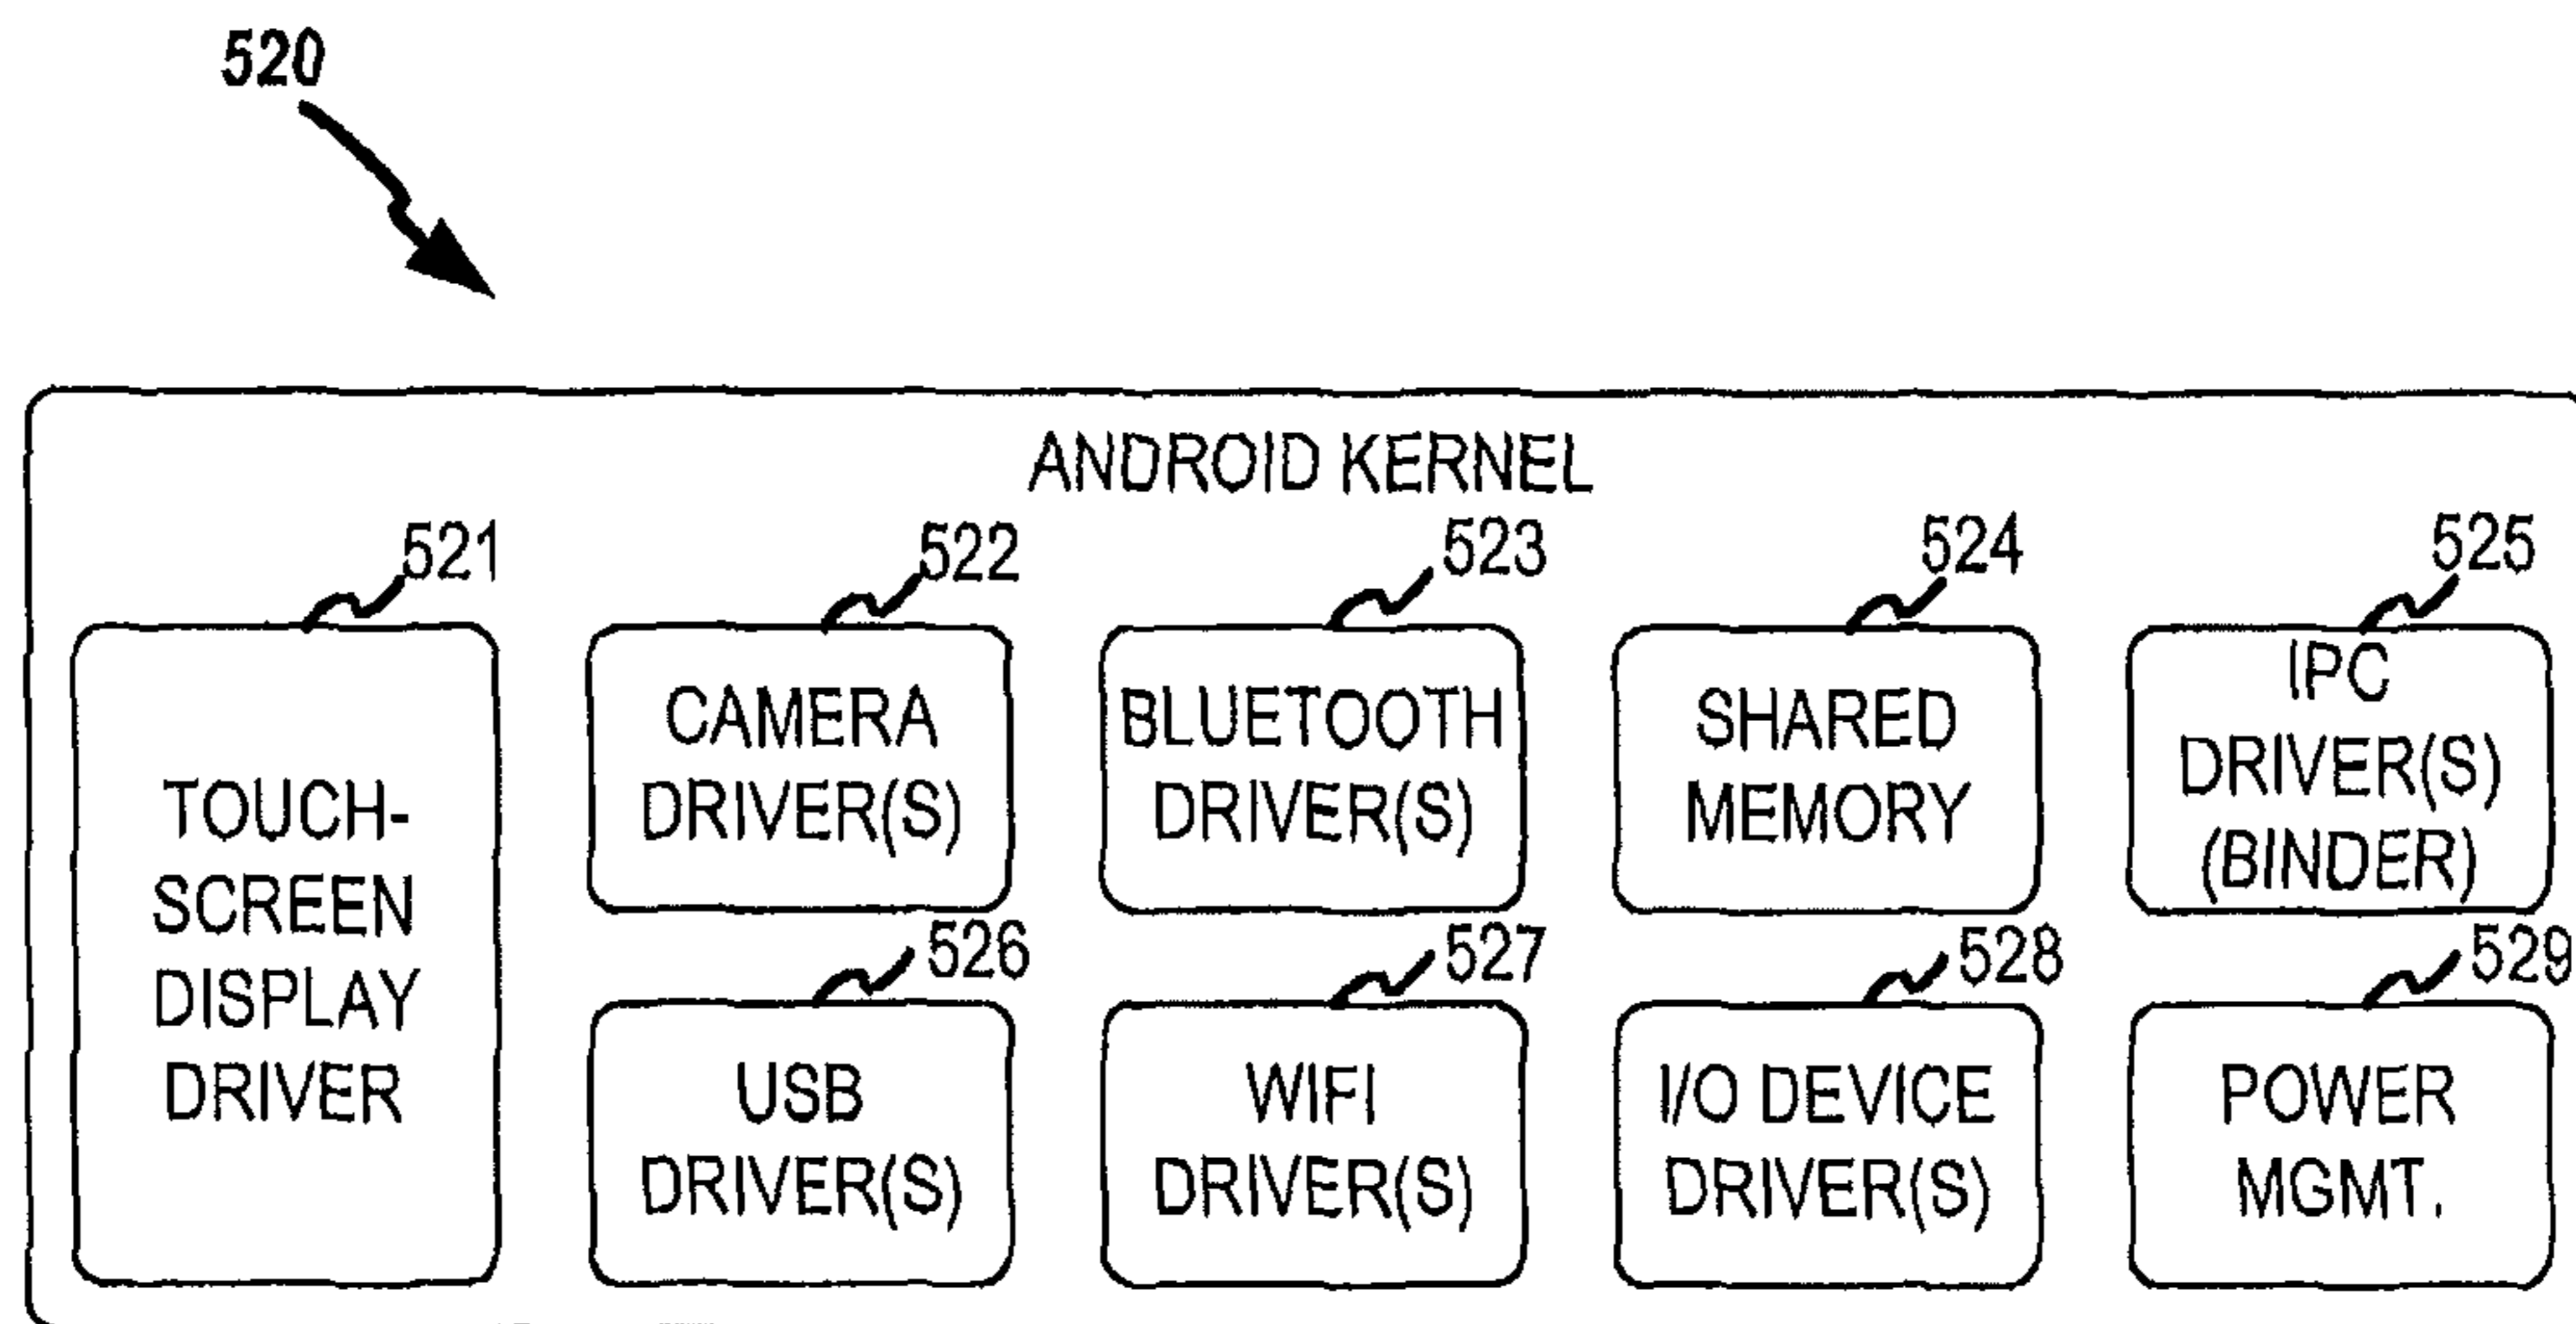 520
ANDROID KERNEL
521
522
523
524
525
TOUCH-
SCREEN
DISPLAY
DRIVER
CAMERA
DRIVER(S)
BLUETOOTH
DRIVER(S)
SHARED
MEMORY
IPC
DRIVER(S)
(BINDER)
526
527
528
529
USB
DRIVER(S)
WIFI
DRIVER(S)
I/O DEVICE
DRIVER(S)
POWER
MGMT.